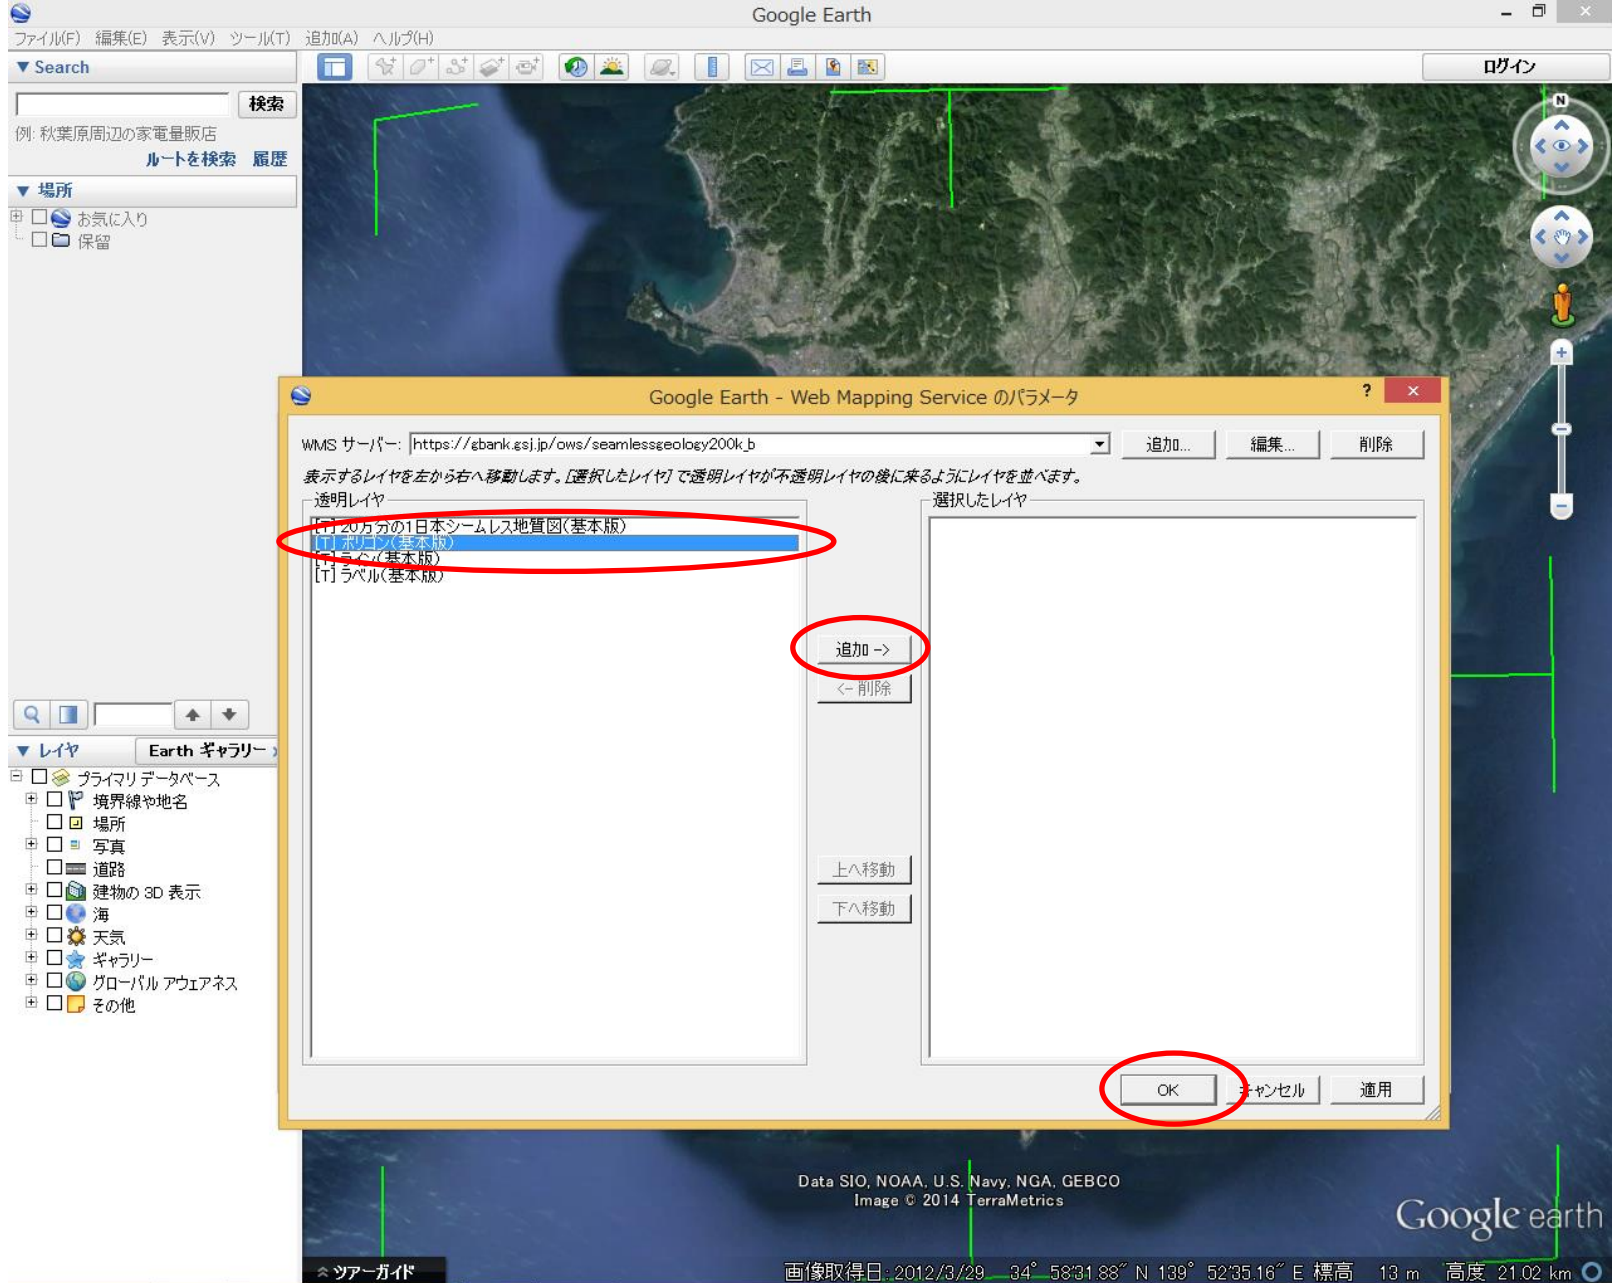 Google Earth
ファイル(F) 編集(E) 表示(V) ツール(T) 追加(A) ヘルプ(H)
▼ Search
ログイン
検索
例: 秋葉原周辺の家電量販店
ルートを検索 履歴
▼ 場所
お気に入り
保留
N
Google Earth - Web Mapping Service のパラメータ
? ×
WMS サーバー: https://gbank.gsj.jp/ows/seamlessgeology200k_b
追加... 編集... 削除
表示するレイヤを左から右へ移動します。[選択したレイヤ] で透明レイヤが不透明レイヤの後に来るようにレイヤを並べます。
透明レイヤ
選択したレイヤ
[T] 20万分の1日本シームレス地質図(基本版)
[T] ポリゴン(基本版)
[T] ライン(基本版)
[T] ラベル(基本版)
追加 ->
<- 削除
上へ移動
下へ移動
OK キャンセル 適用
▼ レイヤ
Earth ギャラリー
プライマリ データベース
境界線や地名
場所
写真
道路
建物の 3D 表示
海
天気
ギャラリー
グローバル アウェアネス
その他
Data SIO, NOAA, U.S. Navy, NGA, GEBCO
Image © 2014 TerraMetrics
Google earth
ツアーガイド
画像取得日: 2012/3/29 34° 58'31.88" N 139° 52'35.16" E 標高 13 m 高度 21.02 km